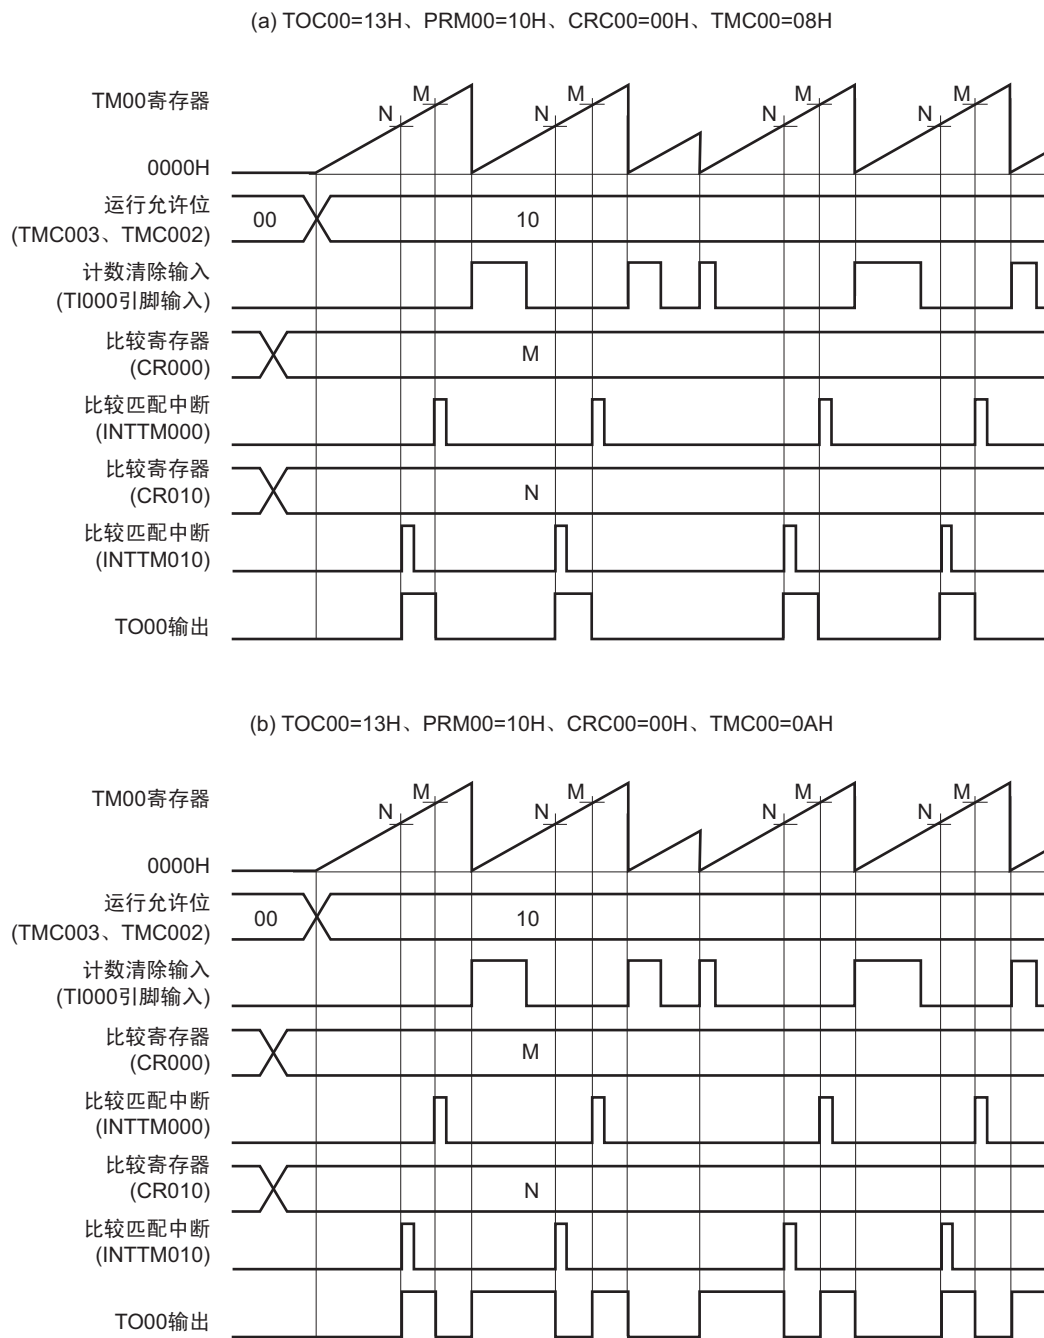 (a) TOC00=13H、PRM00=10H、CRC00=00H、TMC00=08H
TM00寄存器
N
M
N
M
N
M
N
M
0000H
运行允许位
(TMC003、TMC002)
00
10
计数清除输入
(TI000引脚输入)
比较寄存器
(CR000)
M
比较匹配中断
(INTTM000)
比较寄存器
(CR010)
N
比较匹配中断
(INTTM010)
TO00输出
(b) TOC00=13H、PRM00=10H、CRC00=00H、TMC00=0AH
TM00寄存器
N
M
N
M
N
M
N
M
0000H
运行允许位
(TMC003、TMC002)
00
10
计数清除输入
(TI000引脚输入)
比较寄存器
(CR000)
M
比较匹配中断
(INTTM000)
比较寄存器
(CR010)
N
比较匹配中断
(INTTM010)
TO00输出